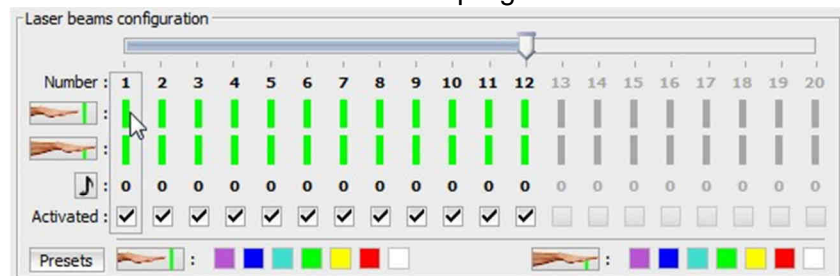 Laser beams configuration
Number : 1 2 3 4 5 6 7 8 9 10 11 12 13 14 15 16 17 18 19 20
:
:
♪ : 0 0 0 0 0 0 0 0 0 0 0 0 0 0 0 0 0 0 0 0
Activated :
Presets : :